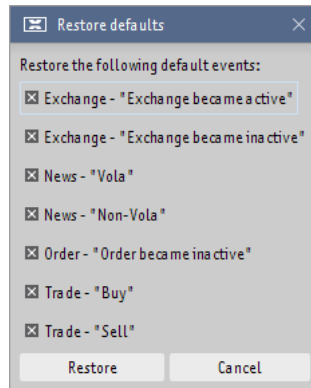 Restore defaults
Restore the following default events:
Exchange - "Exchange became active"
Exchange - "Exchange became inactive"
News - "Vola"
News - "Non-Vola"
Order - "Order became inactive"
Trade - "Buy"
Trade - "Sell"
Restore Cancel